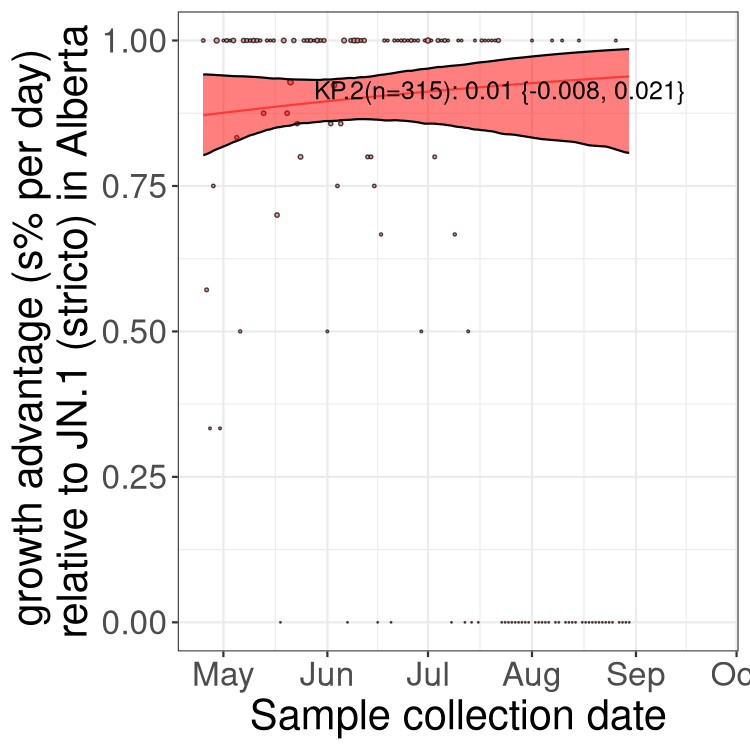 growth advantage (s% per day)
relative to JN.1 (stricto) in Alberta
1.00
0.75
0.50
0.25
0.00
KP.2(n=315): 0.01 {-0.008, 0.021}
May Jun Jul Aug Sep Oc
Sample collection date